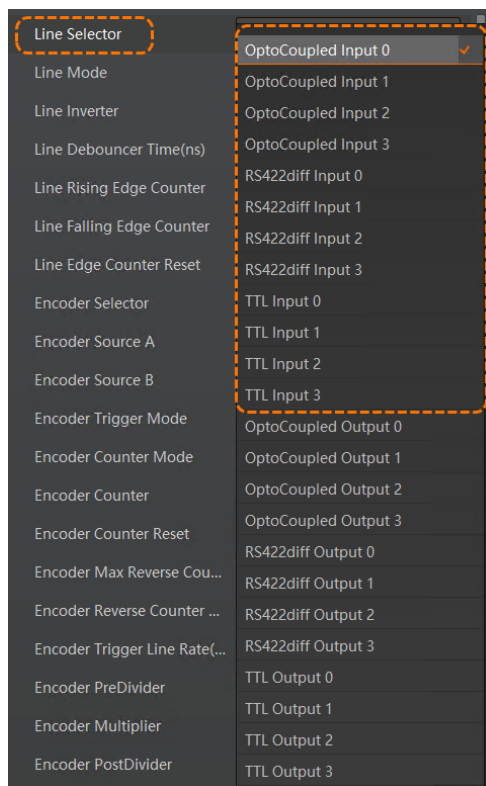 Line Selector
OptoCoupled Input 0
Line Mode
OptoCoupled Input 1
Line Inverter
OptoCoupled Input 2
Line Debouncer Time(ns)
OptoCoupled Input 3
Line Rising Edge Counter
RS422diff Input 0
Line Falling Edge Counter
RS422diff Input 1
RS422diff Input 2
Line Edge Counter Reset
RS422diff Input 3
Encoder Selector
TTL Input 0
Encoder Source A
TTL Input 1
TTL Input 2
Encoder Source B
TTL Input 3
Encoder Trigger Mode
OptoCoupled Output 0
Encoder Counter Mode
OptoCoupled Output 1
Encoder Counter
OptoCoupled Output 2
Encoder Counter Reset
OptoCoupled Output 3
RS422diff Output 0
Encoder Max Reverse Cou...
RS422diff Output 1
Encoder Reverse Counter ...
RS422diff Output 2
Encoder Trigger Line Rate(...
RS422diff Output 3
Encoder PreDivider
TTL Output 0
TTL Output 1
Encoder Multiplier
TTL Output 2
Encoder PostDivider
TTL Output 3